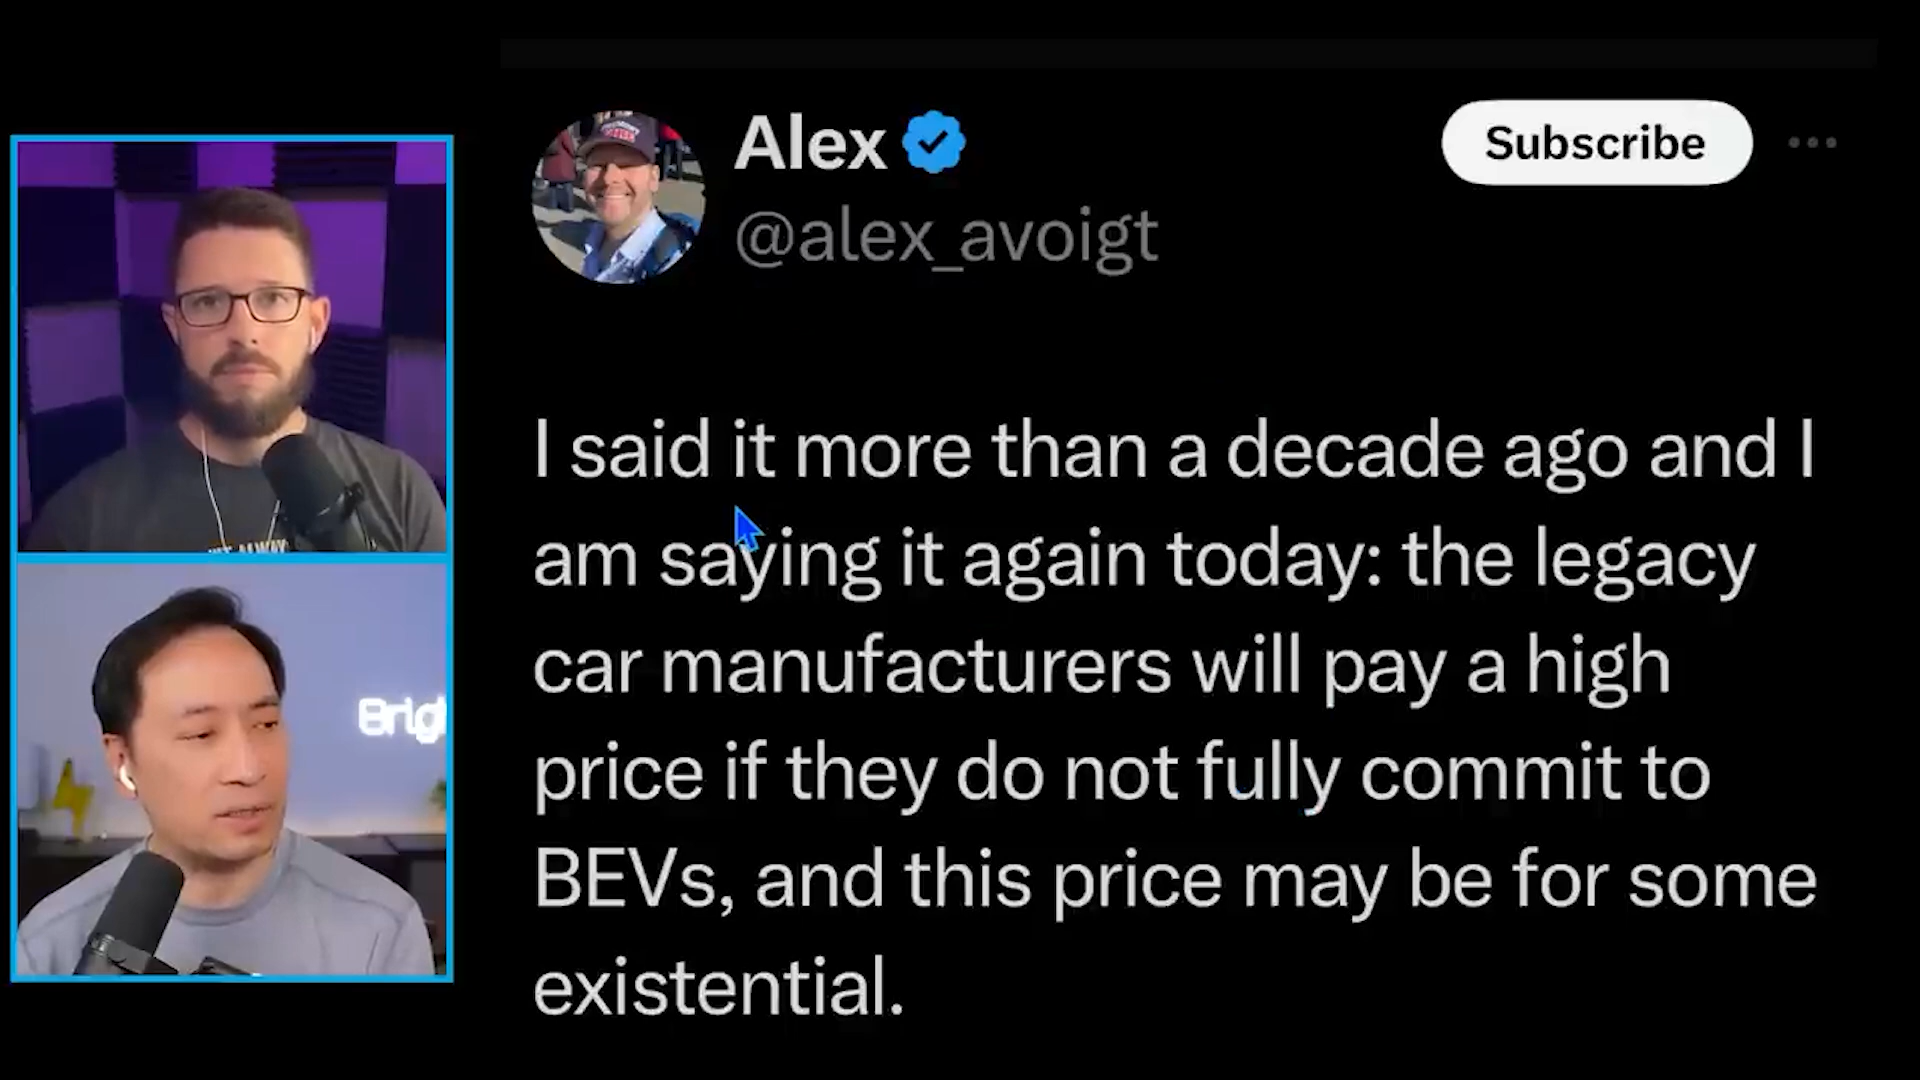 Alex
Subscribe
@alex_avoigt
I said it more than a decade ago and I
am saying it again today: the legacy
car manufacturers will pay a high
price if they do not fully commit to
BEVs, and this price may be for some
existential.
Brigh